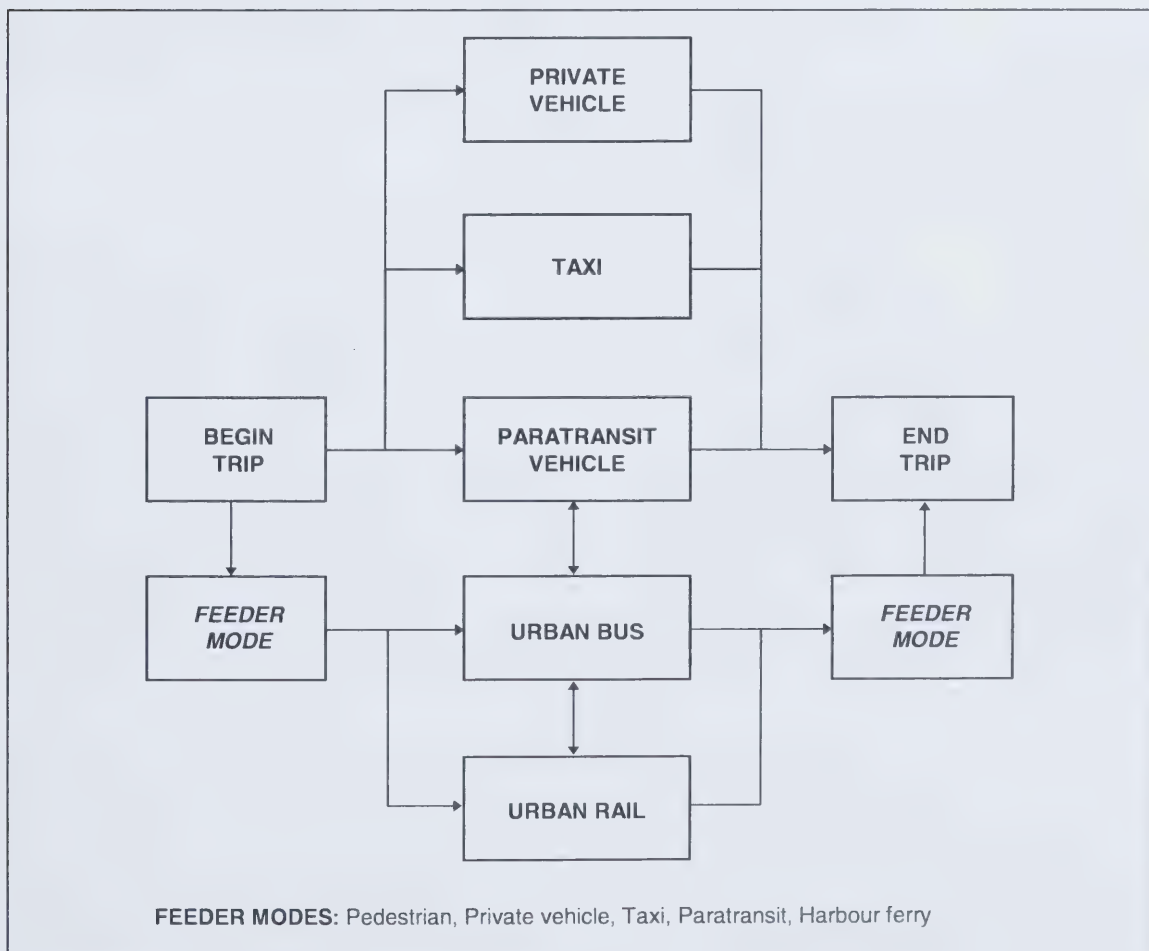 PRIVATE
VEHICLE
TAXI
BEGIN
TRIP
PARATRANSIT
VEHICLE
END
TRIP
FEEDER
MODE
URBAN BUS
FEEDER
MODE
URBAN RAIL
FEEDER MODES: Pedestrian, Private vehicle, Taxi, Paratransit, Harbour ferry